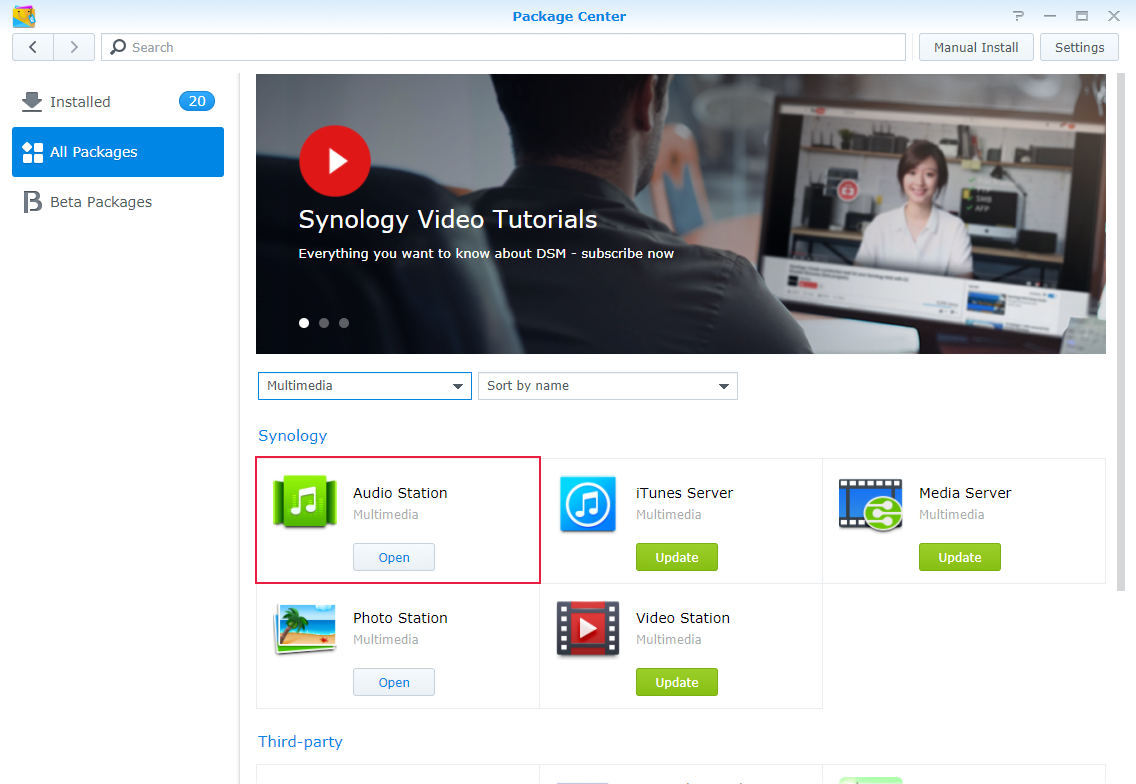 Package Center
Search
Manual Install
Settings
Installed
20
All Packages
Beta Packages
Synology Video Tutorials
Everything you want to know about DSM - subscribe now
SMB
AFP
Multimedia
Sort by name
Synology
Audio Station
Multimedia
Open
iTunes Server
Multimedia
Update
Media Server
Multimedia
Update
Photo Station
Multimedia
Open
Video Station
Multimedia
Update
Third-party